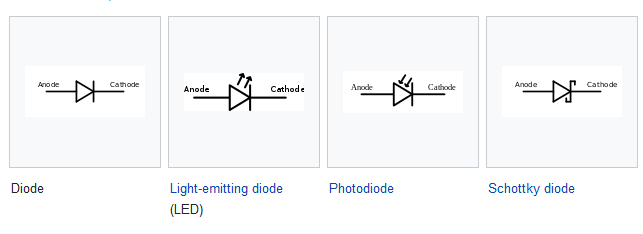 Anode Cathode
Anode Cathode
Anode Cathode
Anode Cathode
Diode
Light-emitting diode
(LED)
Photodiode
Schottky diode